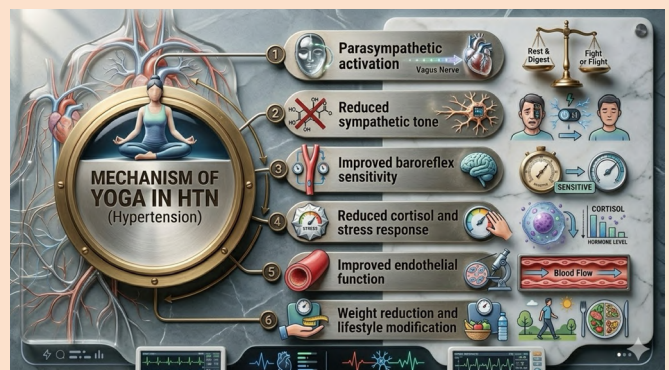 MECHANISM OF
YOGA IN HTN
(Hypertension)
1
Parasympathetic
activation
Vagus Nerve
Rest &
Digest
Fight
or Flight
2
Reduced
sympathetic tone
HO
OH
3
Improved baroreflex
sensitivity
SENSITIVE
4
STRESS
Reduced cortisol and
stress response
CORTISOL
HORMONE LEVEL
5
Improved endothelial
function
Blood Flow
6
Weight reduction and
lifestyle modification